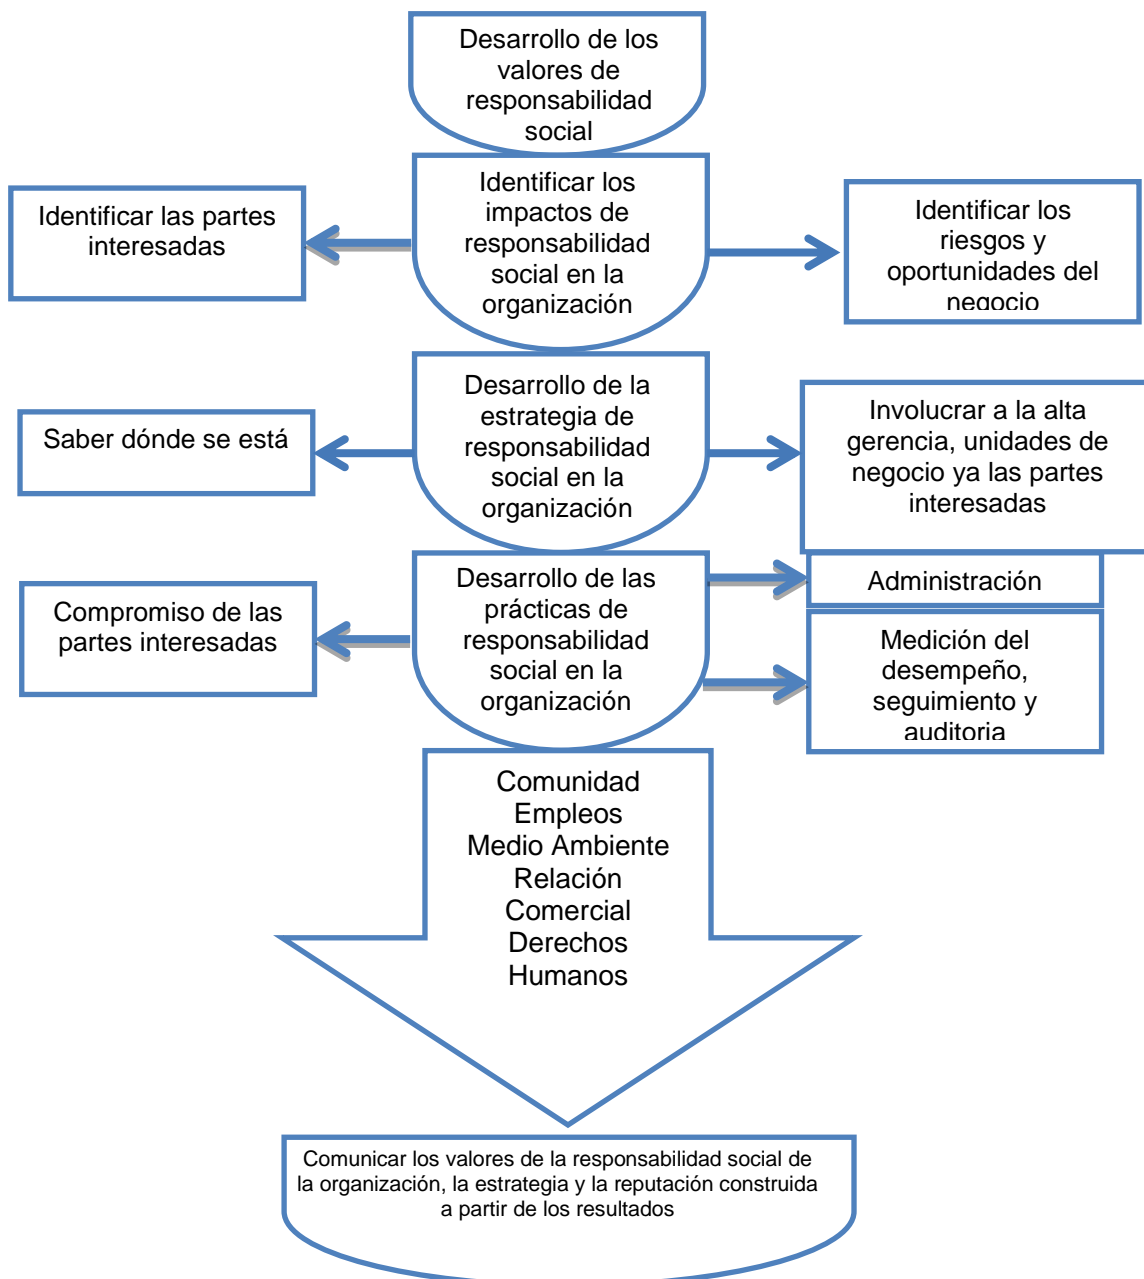 Desarrollo de los
valores de
responsabilidad
social
Identificar las partes
interesadas
Identificar los
impactos de
responsabilidad
social en la
organización
Identificar los
riesgos y
oportunidades del
negocio
Saber dónde se está
Desarrollo de la
estrategia de
responsabilidad
social en la
organización
Involucrar a la alta
gerencia, unidades de
negocio ya las partes
interesadas
Compromiso de las
partes interesadas
Desarrollo de las
prácticas de
responsabilidad
social en la
organización
Administración
Medición del
desempeño,
seguimiento y
auditoria
Comunidad
Empleos
Medio Ambiente
Relación
Comercial
Derechos
Humanos
Comunicar los valores de la responsabilidad social de
la organización, la estrategia y la reputación construida
a partir de los resultados